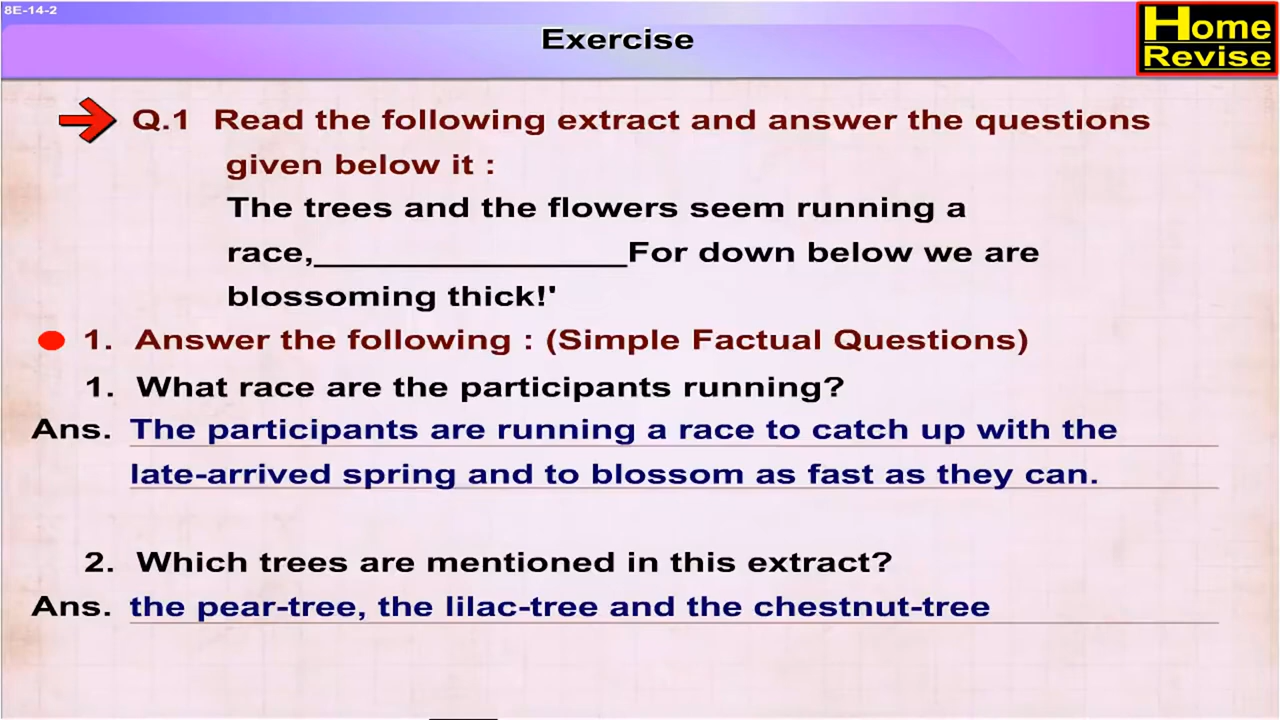 8E-14-2
Exercise
Home
Revise
Q.1 Read the following extract and answer the questions
given below it :
The trees and the flowers seem running a
race,__________________For down below we are
blossoming thick!'
1. Answer the following : (Simple Factual Questions)
1. What race are the participants running?
Ans. The participants are running a race to catch up with the
late-arrived spring and to blossom as fast as they can.
2. Which trees are mentioned in this extract?
Ans. the pear-tree, the lilac-tree and the chestnut-tree